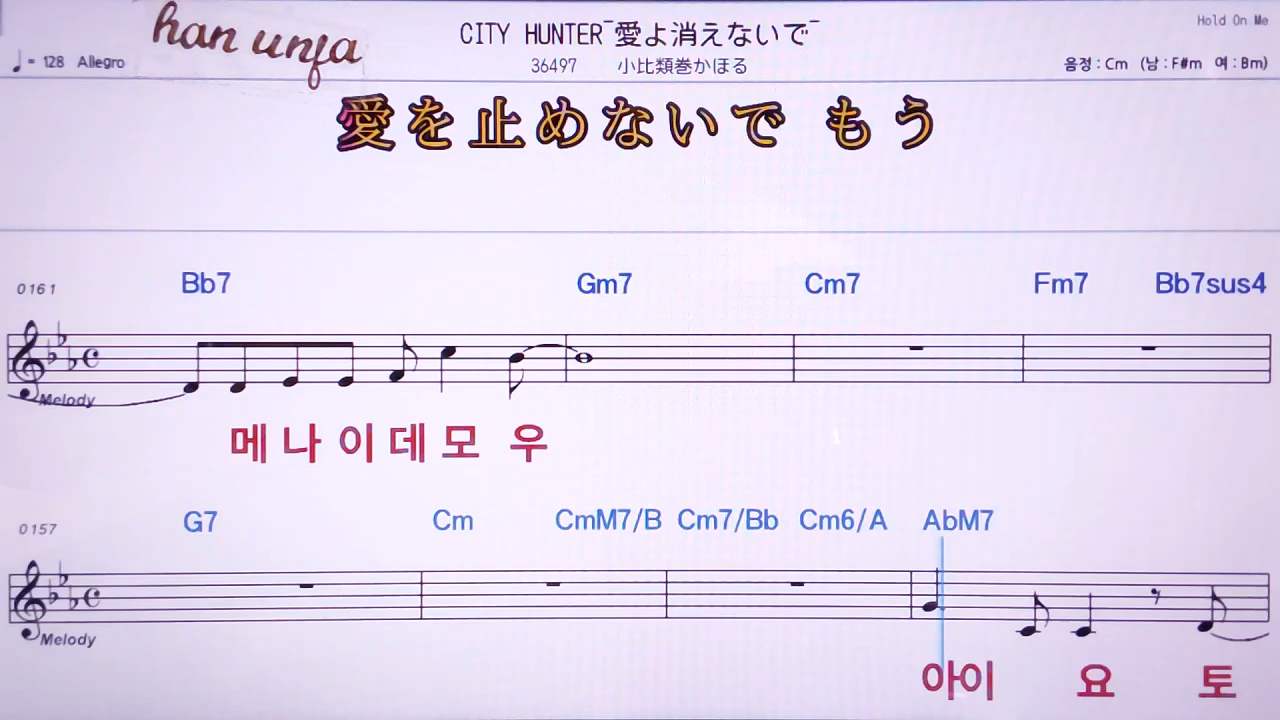 han unfa
CITY HUNTER‾愛よ消えないで‾
Hold On Me
♩= 128 Allegro
36497 小比類巻かほる
음정 : Cm (남 : F#m 여 : Bm)
愛を止めないで もう
0161 Bb7 Gm7 Cm7 Fm7 Bb7sus4
Melody
메 나 이 데 모 우
0157 G7 Cm CmM7/B Cm7/Bb Cm6/A AbM7
Melody
아이 요 토